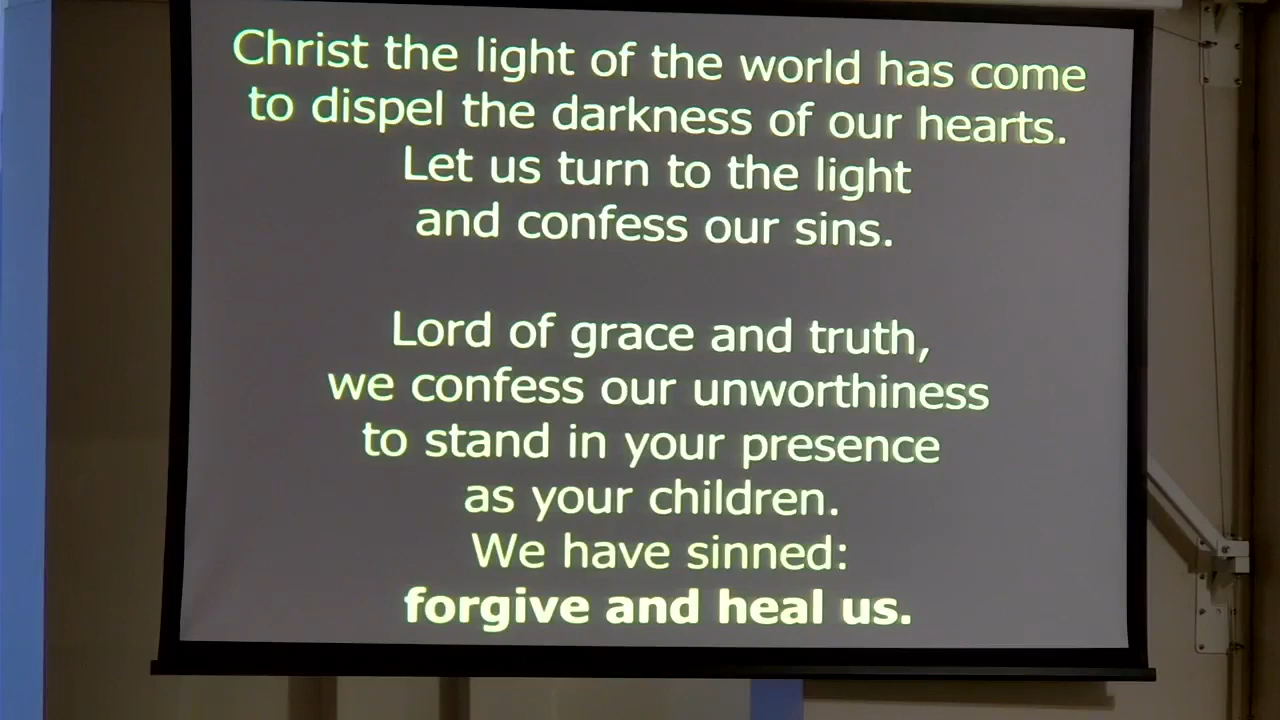 Christ the light of the world has come
to dispel the darkness of our hearts.
Let us turn to the light
and confess our sins.
Lord of grace and truth,
we confess our unworthiness
to stand in your presence
as your children.
We have sinned:
forgive and heal us.